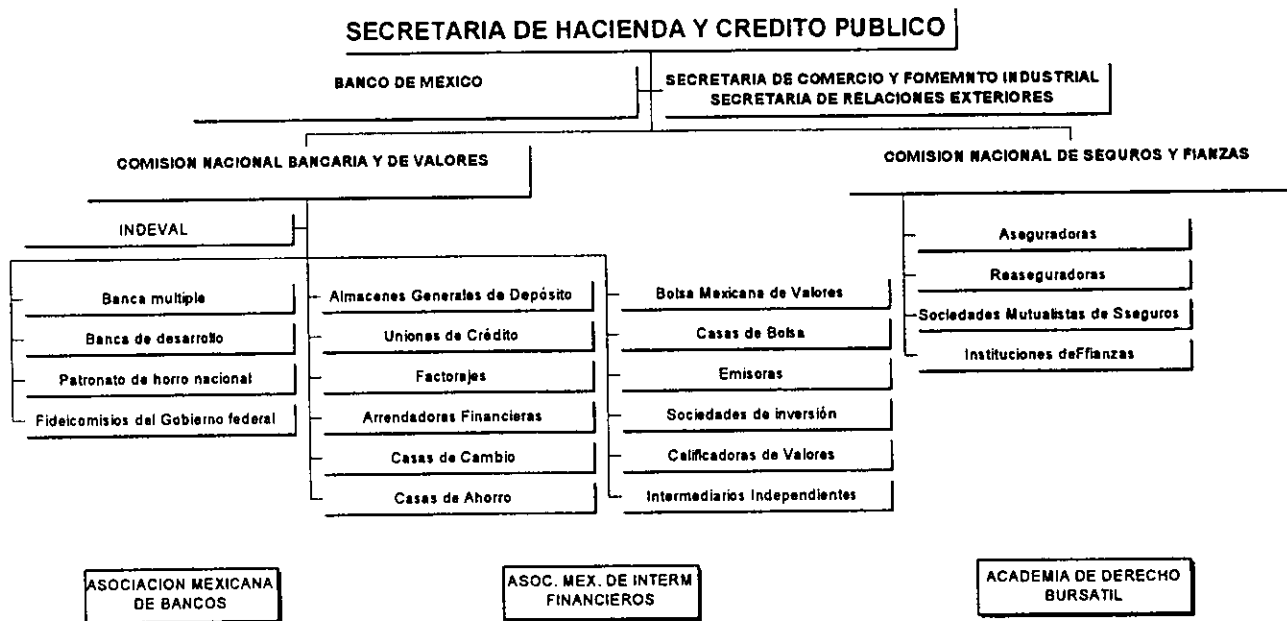 SECRETARIA DE HACIENDA Y CREDITO PUBLICO
BANCO DE MEXICO
SECRETARIA DE COMERCIO Y FOMEMNTO INDUSTRIAL
SECRETARIA DE RELACIONES EXTERIORES
COMISION NACIONAL BANCARIA Y DE VALORES
COMISION NACIONAL DE SEGUROS Y FIANZAS
INDEVAL
Banca multiple
Banca de desarrollo
Patronato de horro nacional
Fideicomisios del Gobierno federal
Almacenes Generales de Depósito
Uniones de Crédito
Factorajes
Arrendadoras Financieras
Casas de Cambio
Casas de Ahorro
Bolsa Mexicana de Valores
Casas de Bolsa
Emisoras
Sociedades de inversión
Calificadoras de Valores
Intermediarios Independientes
Aseguradoras
Reaseguradoras
Sociedades Mutualistas de Sseguros
Instituciones deFfianzas
ASOCIACION MEXICANA
DE BANCOS
ASOC. MEX. DE INTERM
FINANCIEROS
ACADEMIA DE DERECHO
BURSATIL